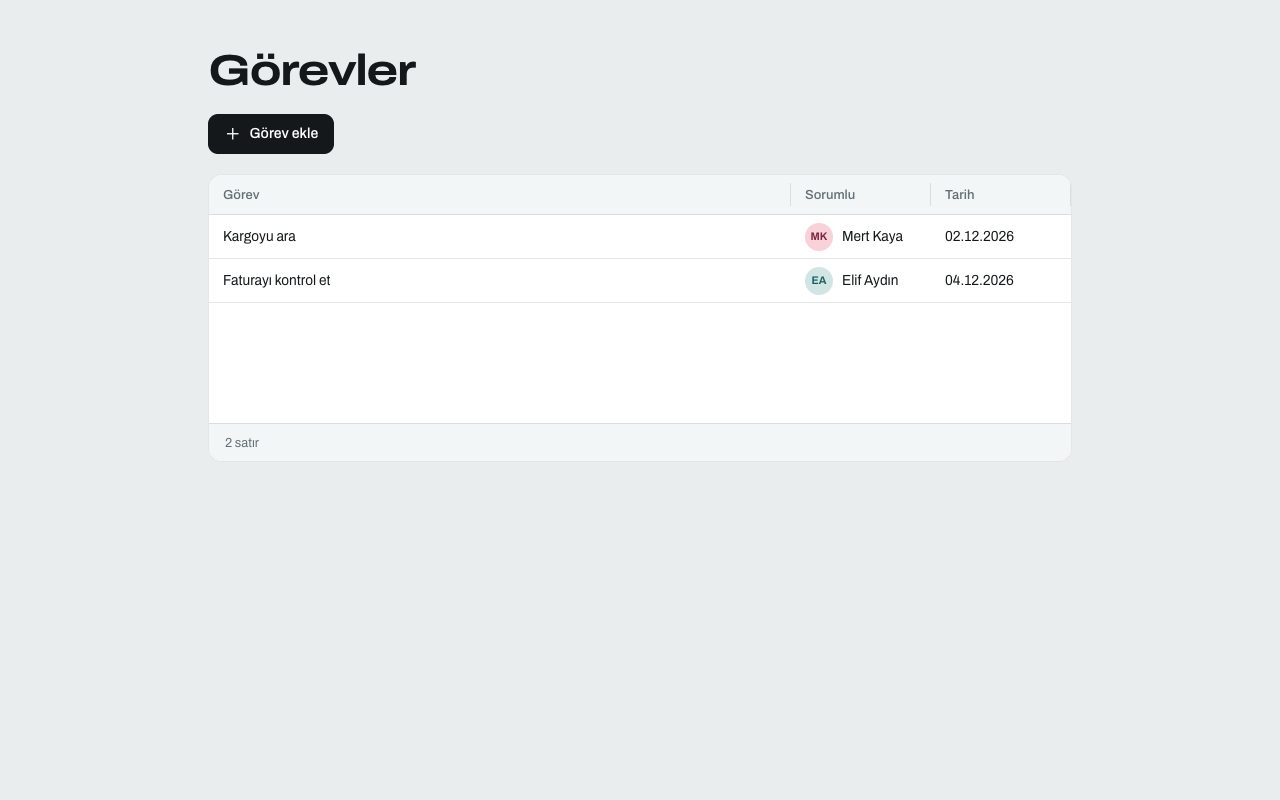 Görevler
Görev ekle
Görev Sorumlu Tarih
Kargoyu ara MK Mert Kaya 02.12.2026
Faturayı kontrol et EA Elif Aydın 04.12.2026
2 satır